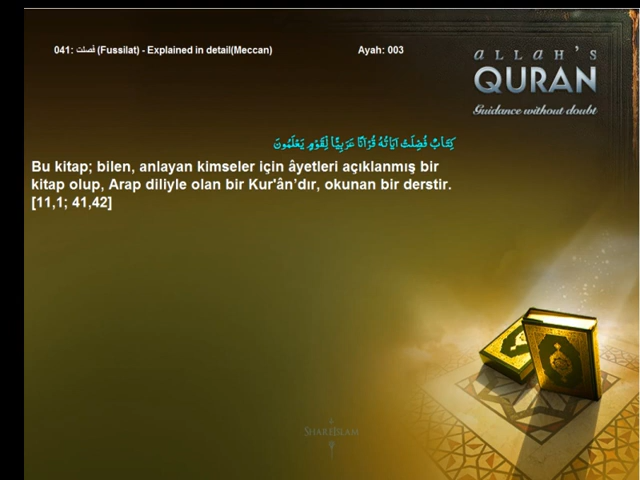 041: فصلت (Fussilat) - Explained in detail(Meccan) Ayah: 003
ALLAH'S
QURAN
Guidance without doubt
كِتَابٌ فُصِّلَتْ آيَاتُهُ قُرْآنًا عَرَبِيًّا لِّقَوْمٍ يَعْلَمُونَ
Bu kitap; bilen, anlayan kimseler için âyetleri açıklanmış bir
kitap olup, Arap diliyle olan bir Kur'ân’dır, okunan bir derstir.
[11,1; 41,42]
SHAREISLAM